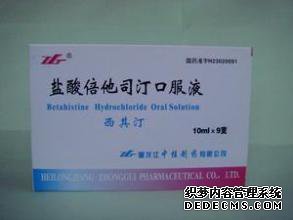 国药准字H23020091
盐酸倍他司汀口服液
Betahistine Hydrochloride Oral Solution
西其汀
10ml×9支
黑龙江中桂制药有限公司
HEILONGJIANG ZHONGGUI PHARMACEUTICAL CO., LTD.
织梦内容管理系统
DEDECMS.COM